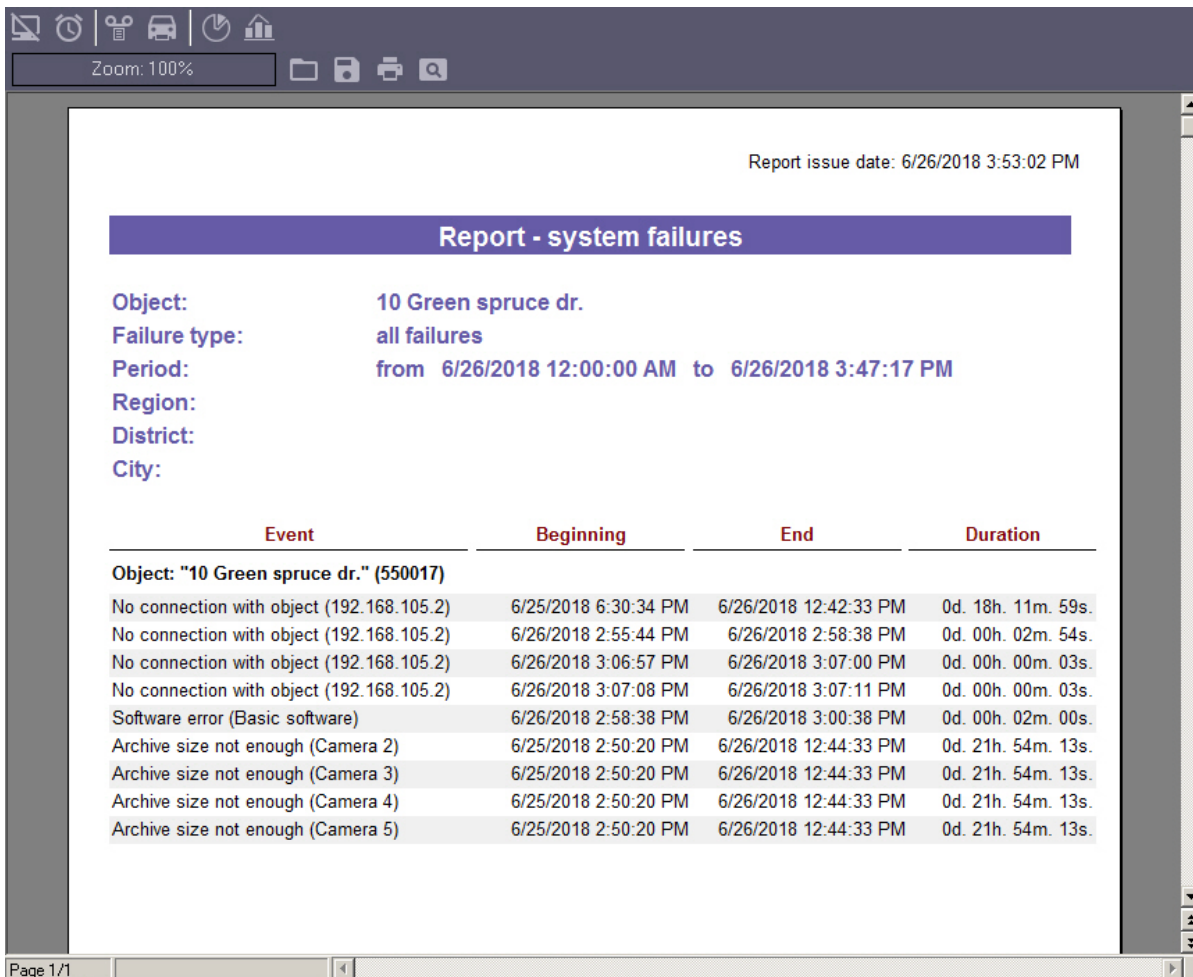 Zoom: 100%
Report issue date: 6/26/2018 3:53:02 PM
Report - system failures
Object: 10 Green spruce dr.
Failure type: all failures
Period: from 6/26/2018 12:00:00 AM to 6/26/2018 3:47:17 PM
Region:
District:
City:
Event Beginning End Duration
Object: "10 Green spruce dr." (550017)
No connection with object (192.168.105.2) 6/25/2018 6:30:34 PM 6/26/2018 12:42:33 PM 0d. 18h. 11m. 59s.
No connection with object (192.168.105.2) 6/26/2018 2:55:44 PM 6/26/2018 2:58:38 PM 0d. 00h. 02m. 54s.
No connection with object (192.168.105.2) 6/26/2018 3:06:57 PM 6/26/2018 3:07:00 PM 0d. 00h. 00m. 03s.
No connection with object (192.168.105.2) 6/26/2018 3:07:08 PM 6/26/2018 3:07:11 PM 0d. 00h. 00m. 03s.
Software error (Basic software) 6/26/2018 2:58:38 PM 6/26/2018 3:00:38 PM 0d. 00h. 02m. 00s.
Archive size not enough (Camera 2) 6/25/2018 2:50:20 PM 6/26/2018 12:44:33 PM 0d. 21h. 54m. 13s.
Archive size not enough (Camera 3) 6/25/2018 2:50:20 PM 6/26/2018 12:44:33 PM 0d. 21h. 54m. 13s.
Archive size not enough (Camera 4) 6/25/2018 2:50:20 PM 6/26/2018 12:44:33 PM 0d. 21h. 54m. 13s.
Archive size not enough (Camera 5) 6/25/2018 2:50:20 PM 6/26/2018 12:44:33 PM 0d. 21h. 54m. 13s.
Page 1/1